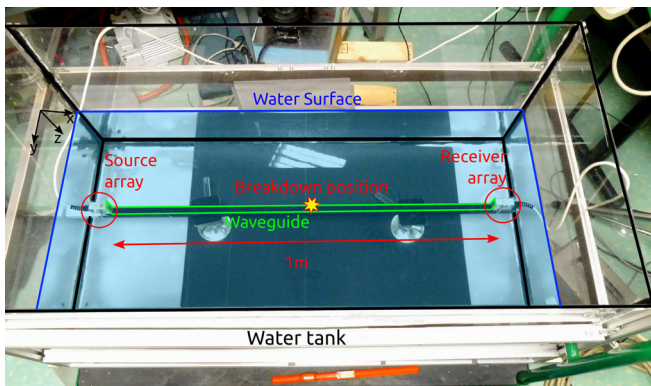 Water Surface
x
z
y
Source
array
Receiver
array
Breakdown position
Waveguide
1m
Water tank